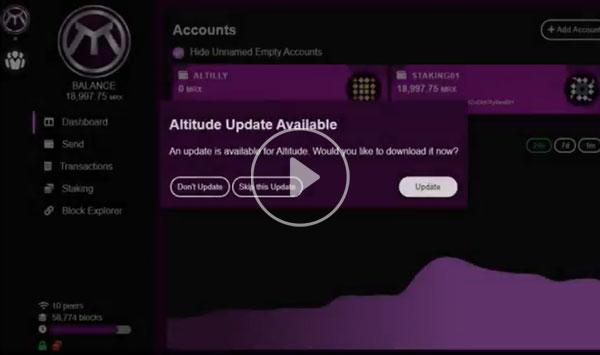 Accounts
+ Add Account
Hide Unnamed Empty Accounts
BALANCE
18,997.75 MRX
ALTILLY
0 MRX
STAKING01
18,997.75 MRX
Dashboard
Send
Transactions
Staking
Block Explorer
Altitude Update Available
An update is available for Altitude. Would you like to download it now?
Don't Update
Skip this Update
Update
24h
7d
1m
10 peers
58,774 blocks